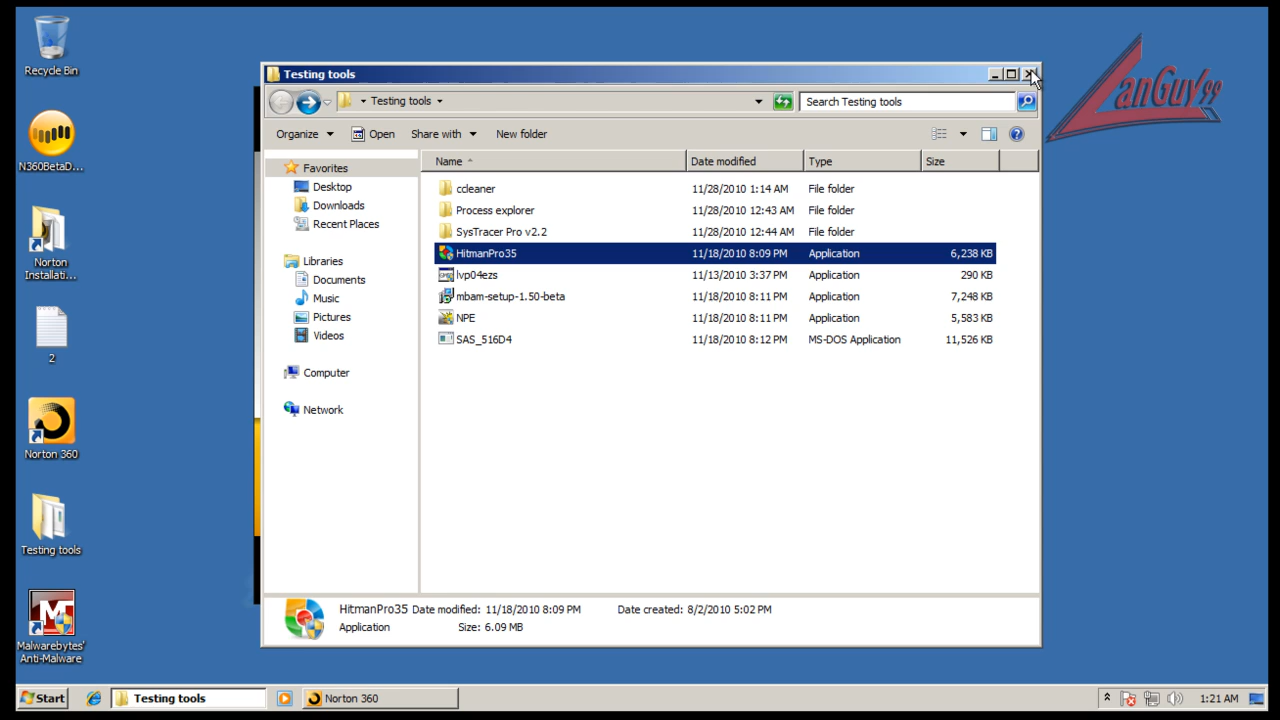 Recycle Bin
N360BetaD...
Norton
Installati...
2
Norton 360
Testing tools
Malwarebytes'
Anti-Malware
Testing tools
Testing tools
Search Testing tools
Organize
Open
Share with
New folder
Favorites
Desktop
Downloads
Recent Places
Libraries
Documents
Music
Pictures
Videos
Computer
Network
Name Date modified Type Size
ccleaner 11/28/2010 1:14 AM File folder
Process explorer 11/28/2010 12:43 AM File folder
SysTracer Pro v2.2 11/28/2010 12:44 AM File folder
HitmanPro35 11/18/2010 8:09 PM Application 6,238 KB
lvp04ezs 11/13/2010 3:37 PM Application 290 KB
mbam-setup-1.50-beta 11/18/2010 8:11 PM Application 7,248 KB
NPE 11/18/2010 8:11 PM Application 5,583 KB
SAS_516D4 11/18/2010 8:12 PM MS-DOS Application 11,526 KB
HitmanPro35 Date modified: 11/18/2010 8:09 PM Date created: 8/2/2010 5:02 PM
Application Size: 6.09 MB
LanGuy99
Start
Testing tools
Norton 360
1:21 AM